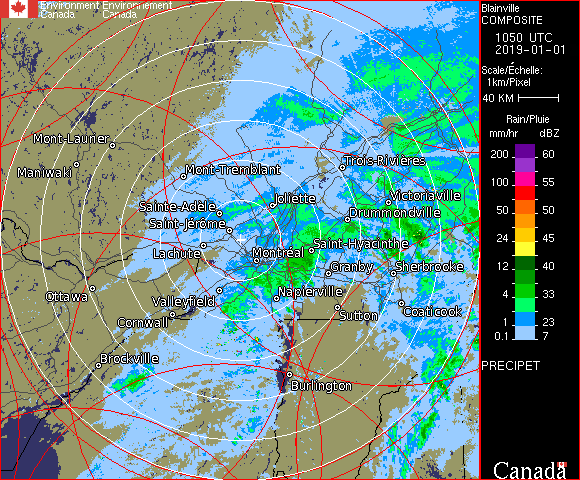 Environment Environnement
Canada Canada
Blainville
COMPOSITE
1050 UTC
2019-01-01
Scale/Échelle:
1km/Pixel
40 KM
Rain/Pluie
mm/hr dBZ
200 60
100 55
50 50
24 45
12 40
4 33
1 23
0.1 7
PRECIPET
Canada
Mont-Laurier
Maniwaki
Mont-Tremblant
Trois-Rivières
Sainte-Adèle
Joliette
Victoriaville
Drummondville
Saint-Jérôme
Lachute
Montréal
Saint-Hyacinthe
Granby
Sherbrooke
Ottawa
Valleyfield
Napierville
Cornwall
Sutton
Coaticook
Brockville
Burlington